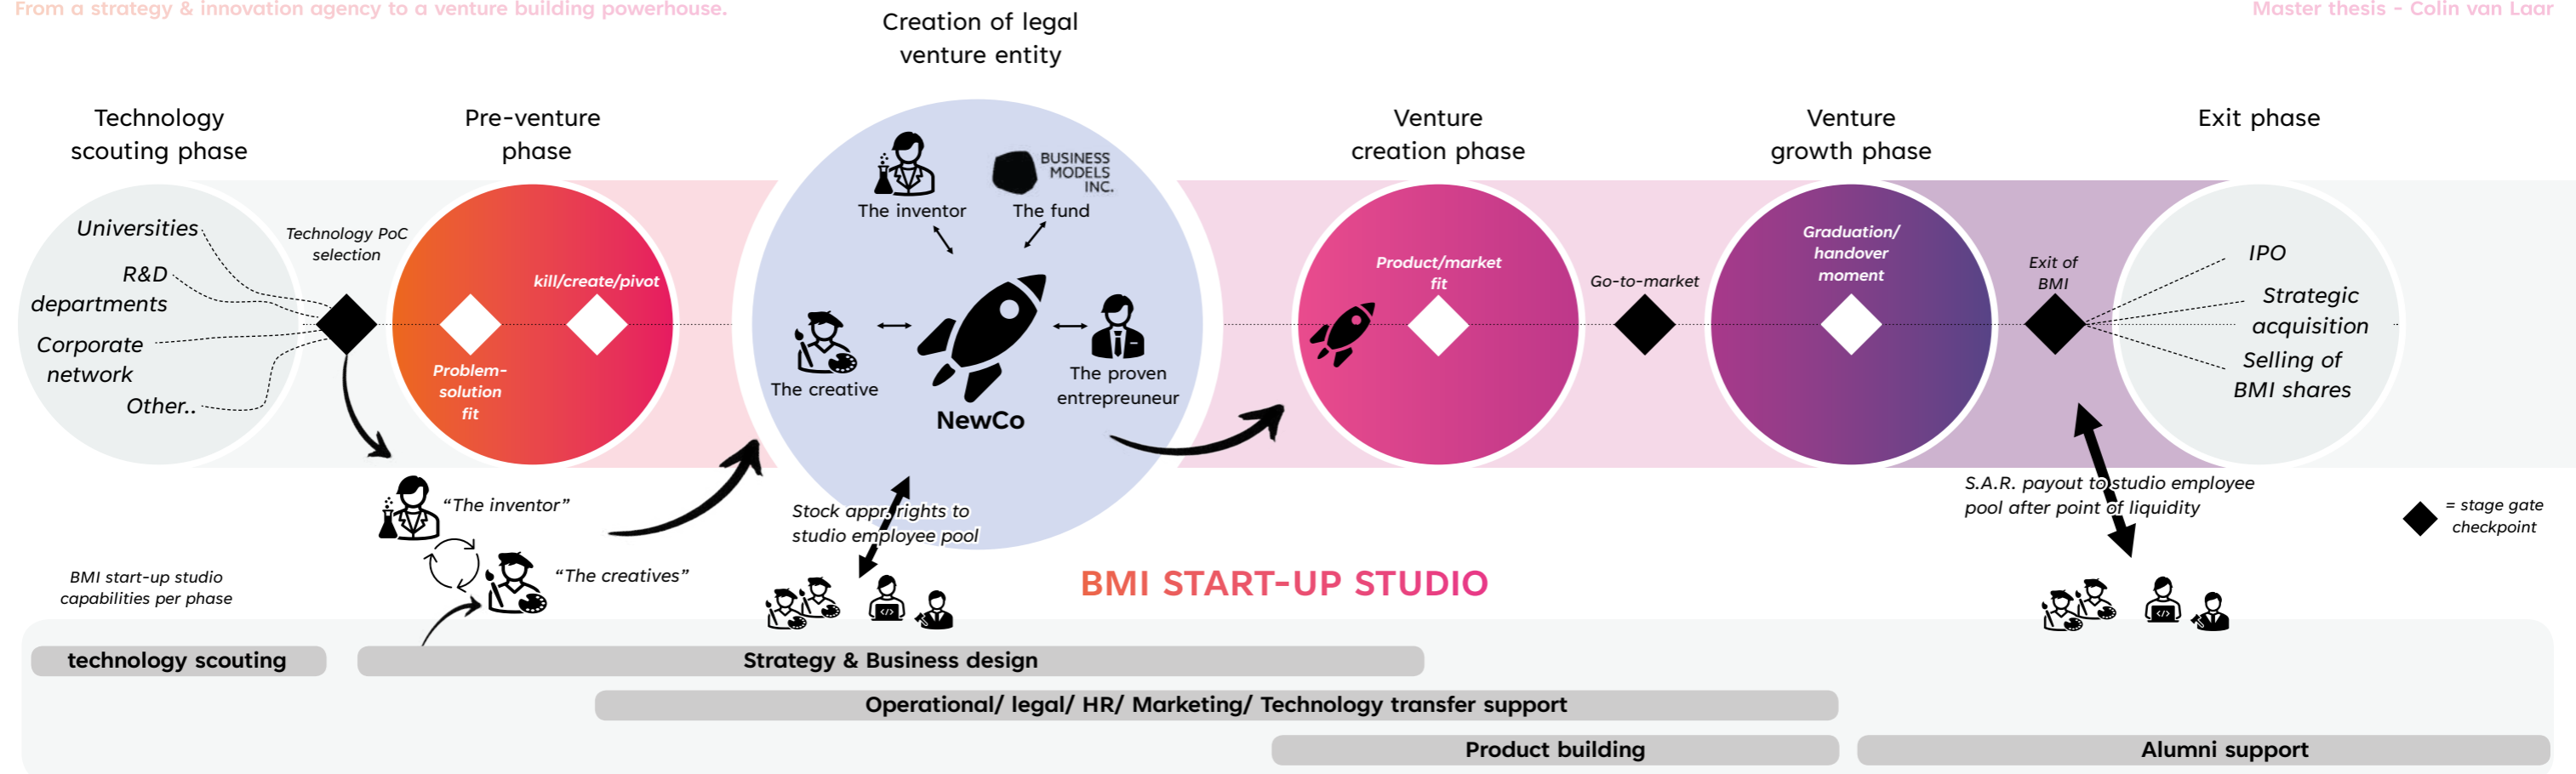 From a strategy & innovation agency to a venture building powerhouse.
Master thesis - Colin van Laar
Creation of legal
venture entity
Technology
scouting phase
Pre-venture
phase
Venture
creation phase
Venture
growth phase
Exit phase
Universities
R&D
departments
Corporate
network
Other..
Technology PoC
selection
kill/create/pivot
Problem-
solution
fit
The inventor
BUSINESS
MODELS
INC.
The fund
The creative
The proven
entrepreuneur
NewCo
Product/market
fit
Go-to-market
Graduation/
handover
moment
Exit of
BMI
IPO
Strategic
acquisition
Selling of
BMI shares
"The inventor"
"The creatives"
Stock appr. rights to
studio employee pool
S.A.R. payout to studio employee
pool after point of liquidity
= stage gate
checkpoint
BMI start-up studio
capabilities per phase
BMI START-UP STUDIO
technology scouting
Strategy & Business design
Operational/ legal/ HR/ Marketing/ Technology transfer support
Product building
Alumni support